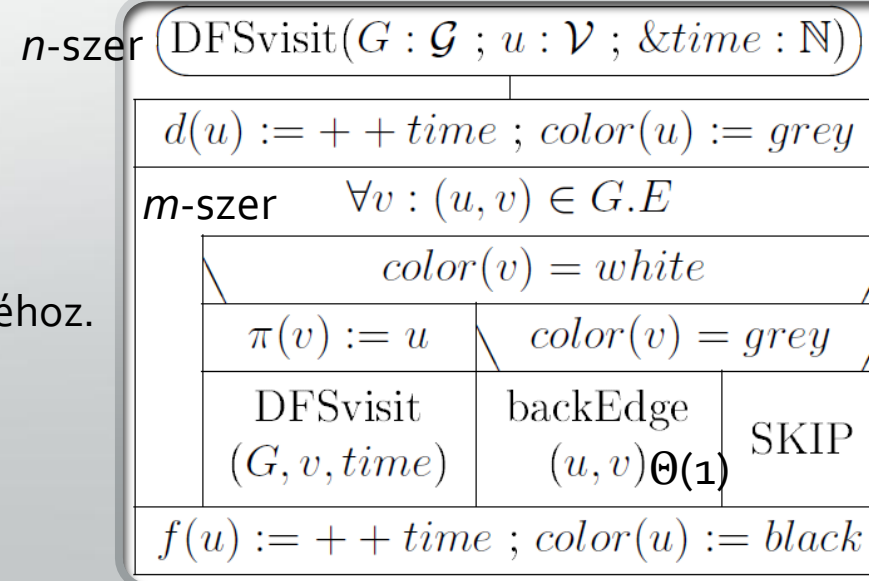 n-szer DFSvisit(G : 𝓖 ; u : 𝓥 ; &time : ℕ)
d(u) := + + time ; color(u) := grey
m-szer ∀v : (u, v) ∈ G.E
color(v) = white
éhoz.
π(v) := u color(v) = grey
DFSvisit backEdge
(G, v, time) (u, v) Θ(1) SKIP
f(u) := + + time ; color(u) := black